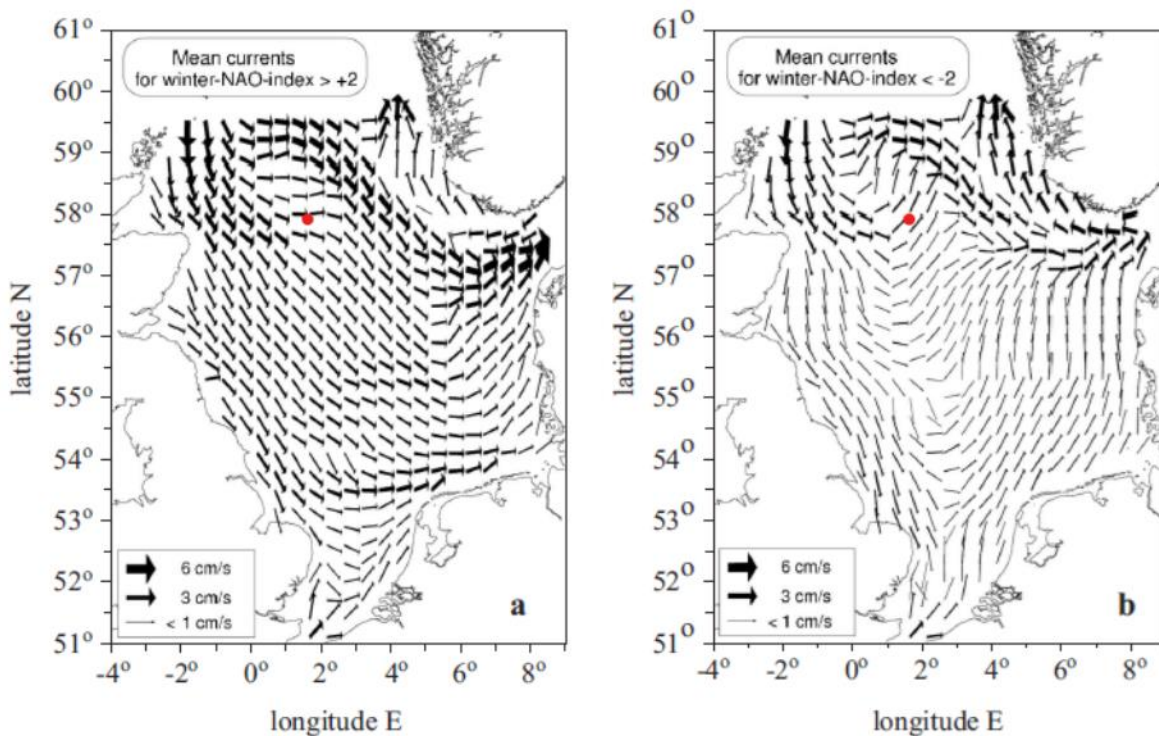 61°
60°
59°
58°
57°
56°
55°
54°
53°
52°
51°
latitude N
Mean currents
for winter-NAO-index > +2
6 cm/s
3 cm/s
< 1 cm/s
a
-4° -2° 0° 2° 4° 6° 8°
longitude E
61°
60°
59°
58°
57°
56°
55°
54°
53°
52°
51°
latitude N
Mean currents
for winter-NAO-index < -2
6 cm/s
3 cm/s
< 1 cm/s
b
-4° -2° 0° 2° 4° 6° 8°
longitude E